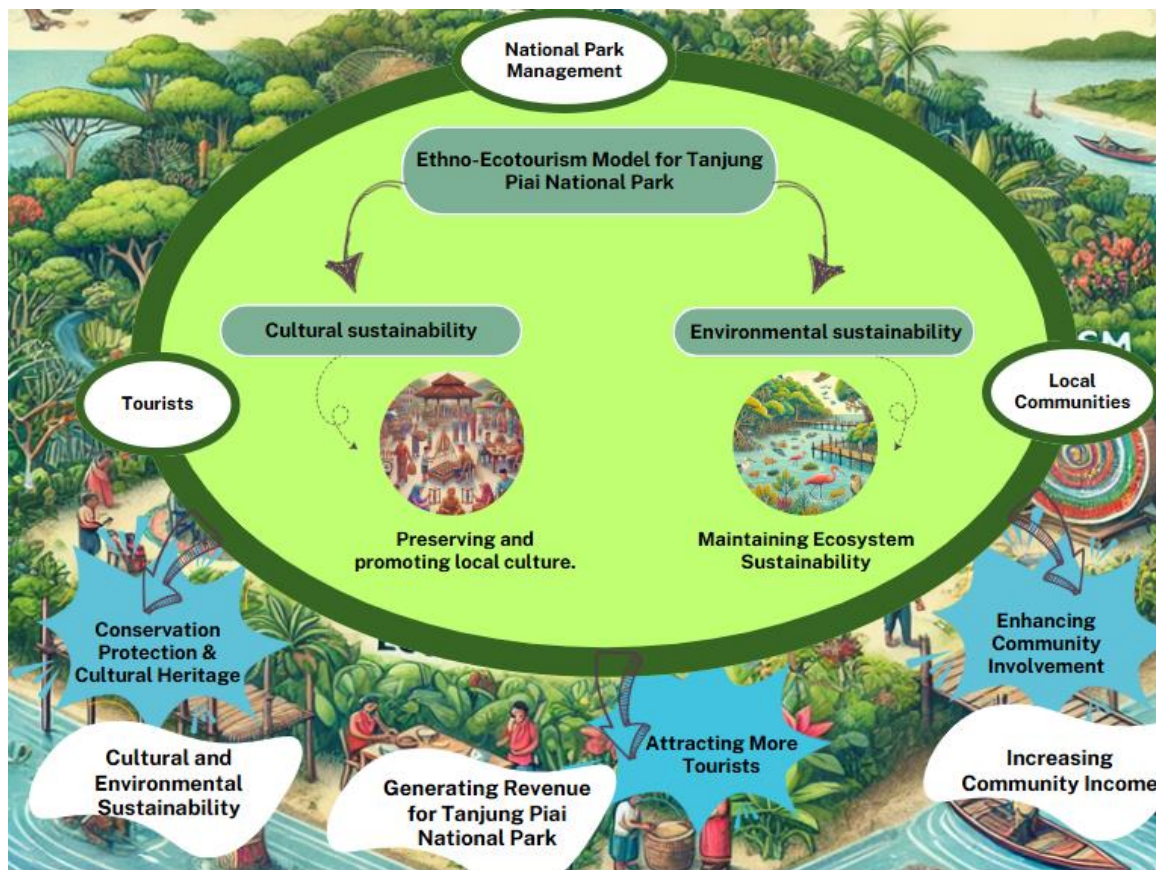 National Park
Management
Ethno-Ecotourism Model for Tanjung
Piai National Park
Cultural sustainability
Environmental sustainability
SM
Tourists
Local
Communities
Preserving and
promoting local culture.
Maintaining Ecosystem
Sustainability
Conservation
Protection &
Cultural Heritage
Enhancing
Community
Involvement
Attracting More
Tourists
Cultural and
Environmental
Sustainability
Generating Revenue
for Tanjung Piai
National Park
Increasing
Community Income